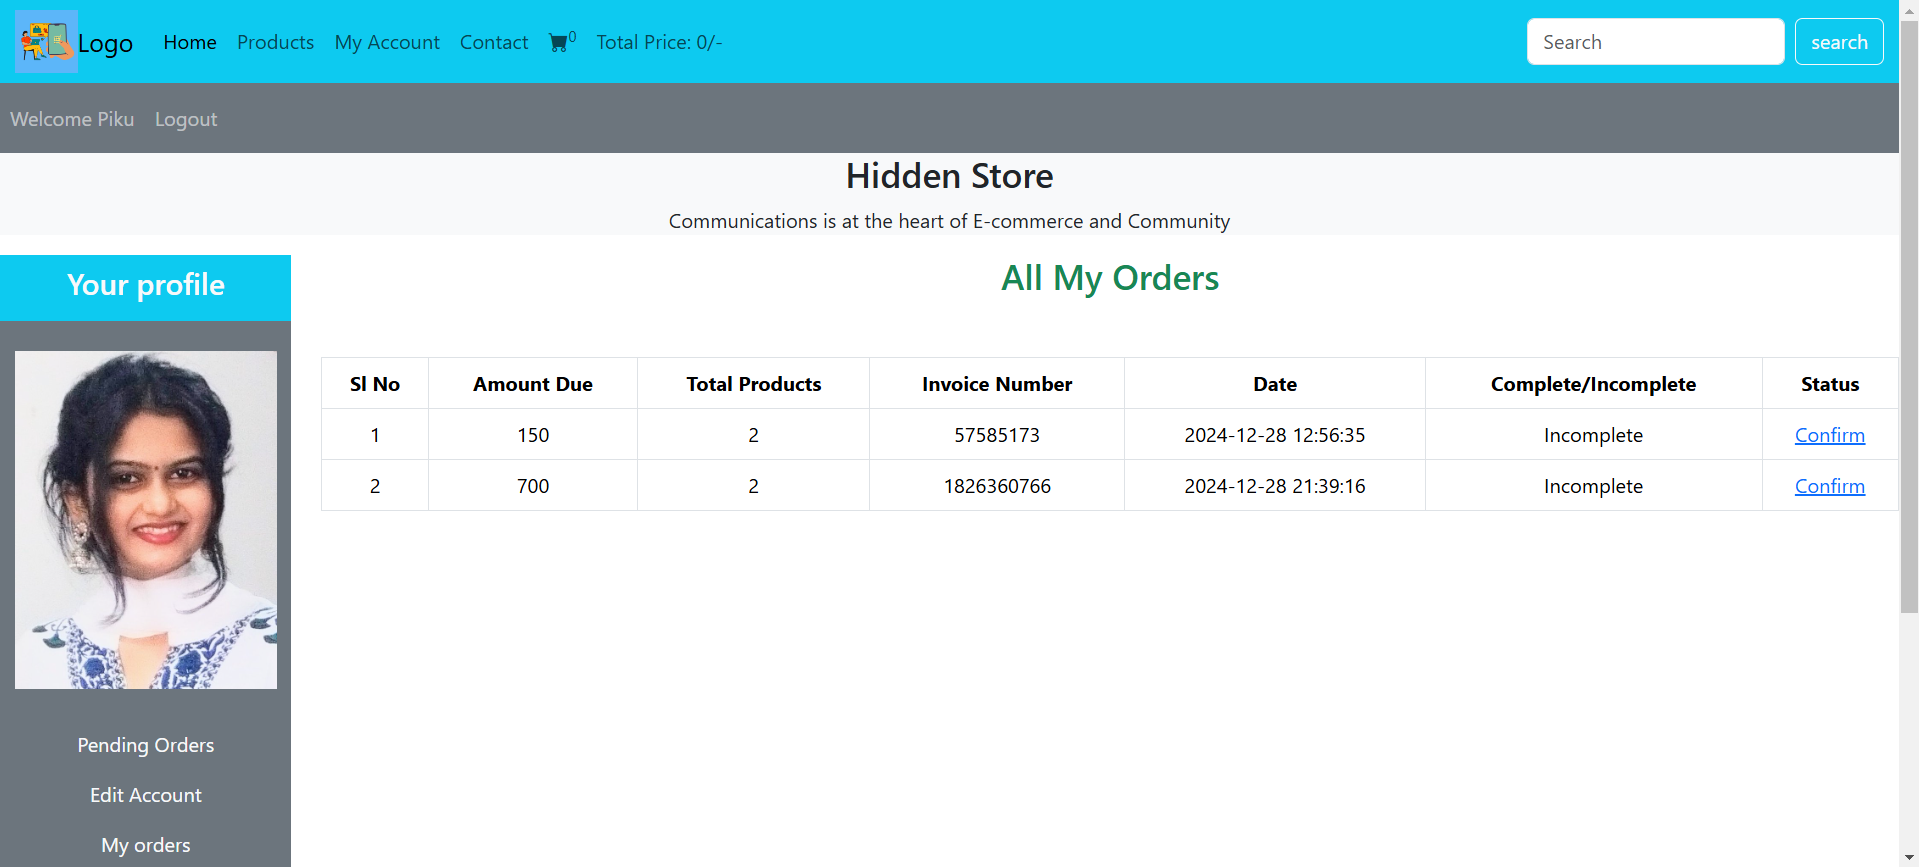 Logo Home Products My Account Contact 0 Total Price: 0/- Search search
Welcome Piku Logout
Hidden Store
Communications is at the heart of E-commerce and Community
Your profile
All My Orders
Sl No Amount Due Total Products Invoice Number Date Complete/Incomplete Status
1 150 2 57585173 2024-12-28 12:56:35 Incomplete Confirm
2 700 2 1826360766 2024-12-28 21:39:16 Incomplete Confirm
Pending Orders
Edit Account
My orders